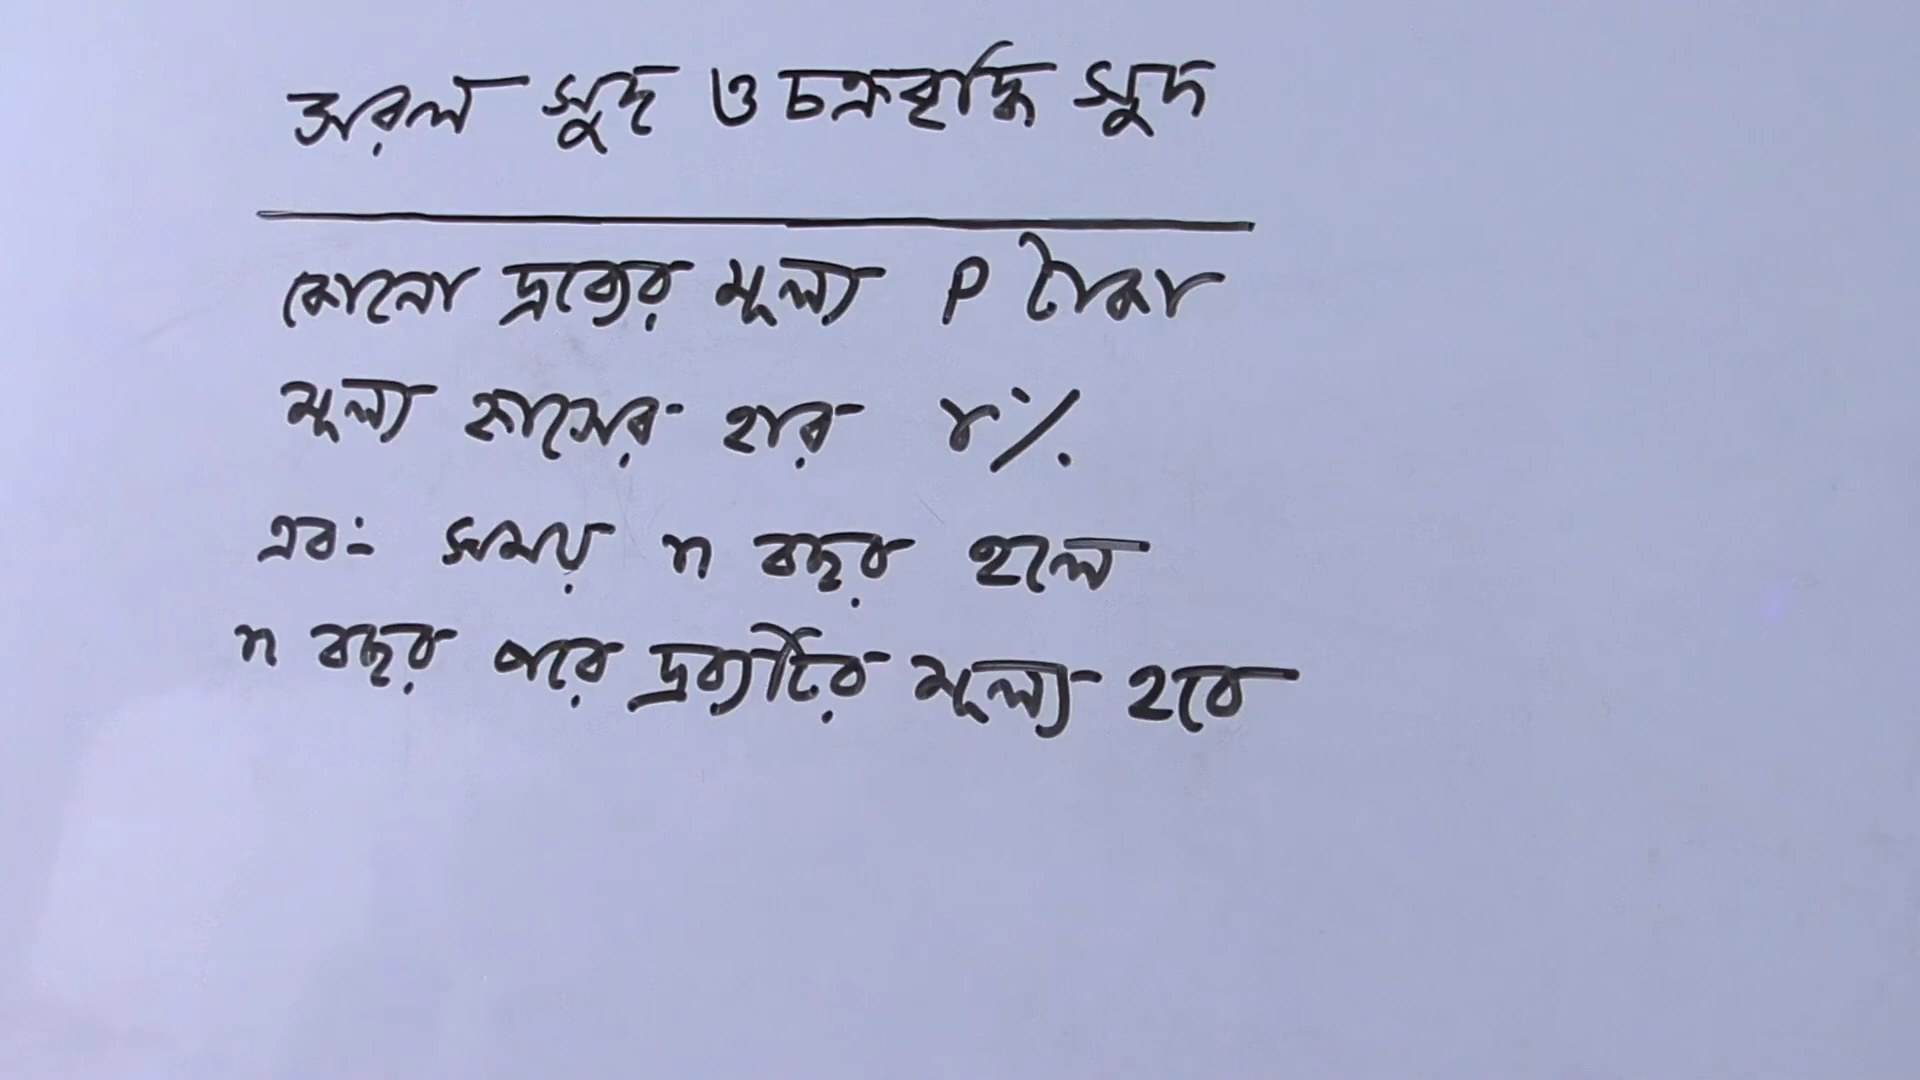 সরল সুদ ও চক্রবৃদ্ধি সুদ
কোনো দ্রব্যের মূল্য P টাকা
মূল্য হ্রাসের হার r%
এবং সময় n বছর হলে
n বছর পরে দ্রব্যটির মূল্য হবে